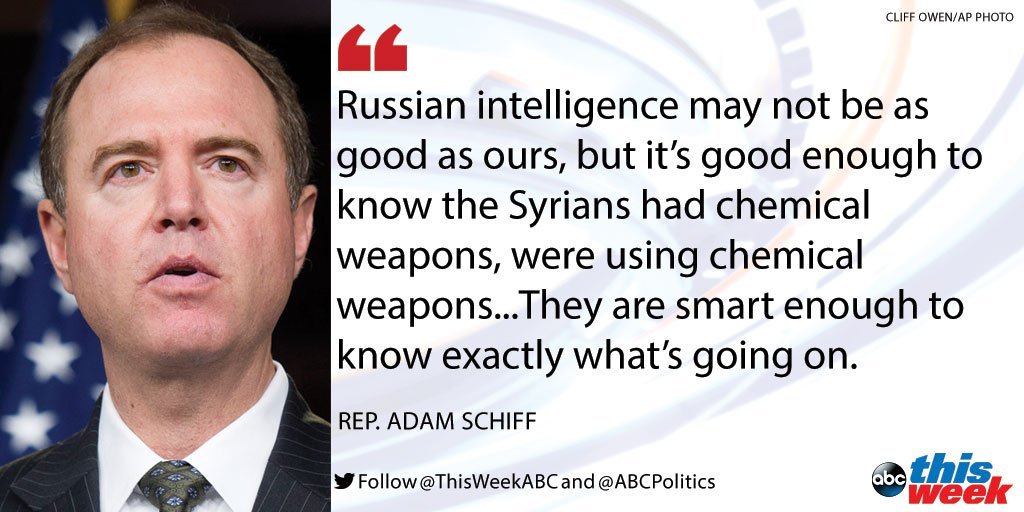 CLIFF OWEN/AP PHOTO
“
Russian intelligence may not be as
good as ours, but it’s good enough to
know the Syrians had chemical
weapons, were using chemical
weapons...They are smart enough to
know exactly what’s going on.
REP. ADAM SCHIFF
Follow @ThisWeekABC and @ABCPolitics
abc this
week